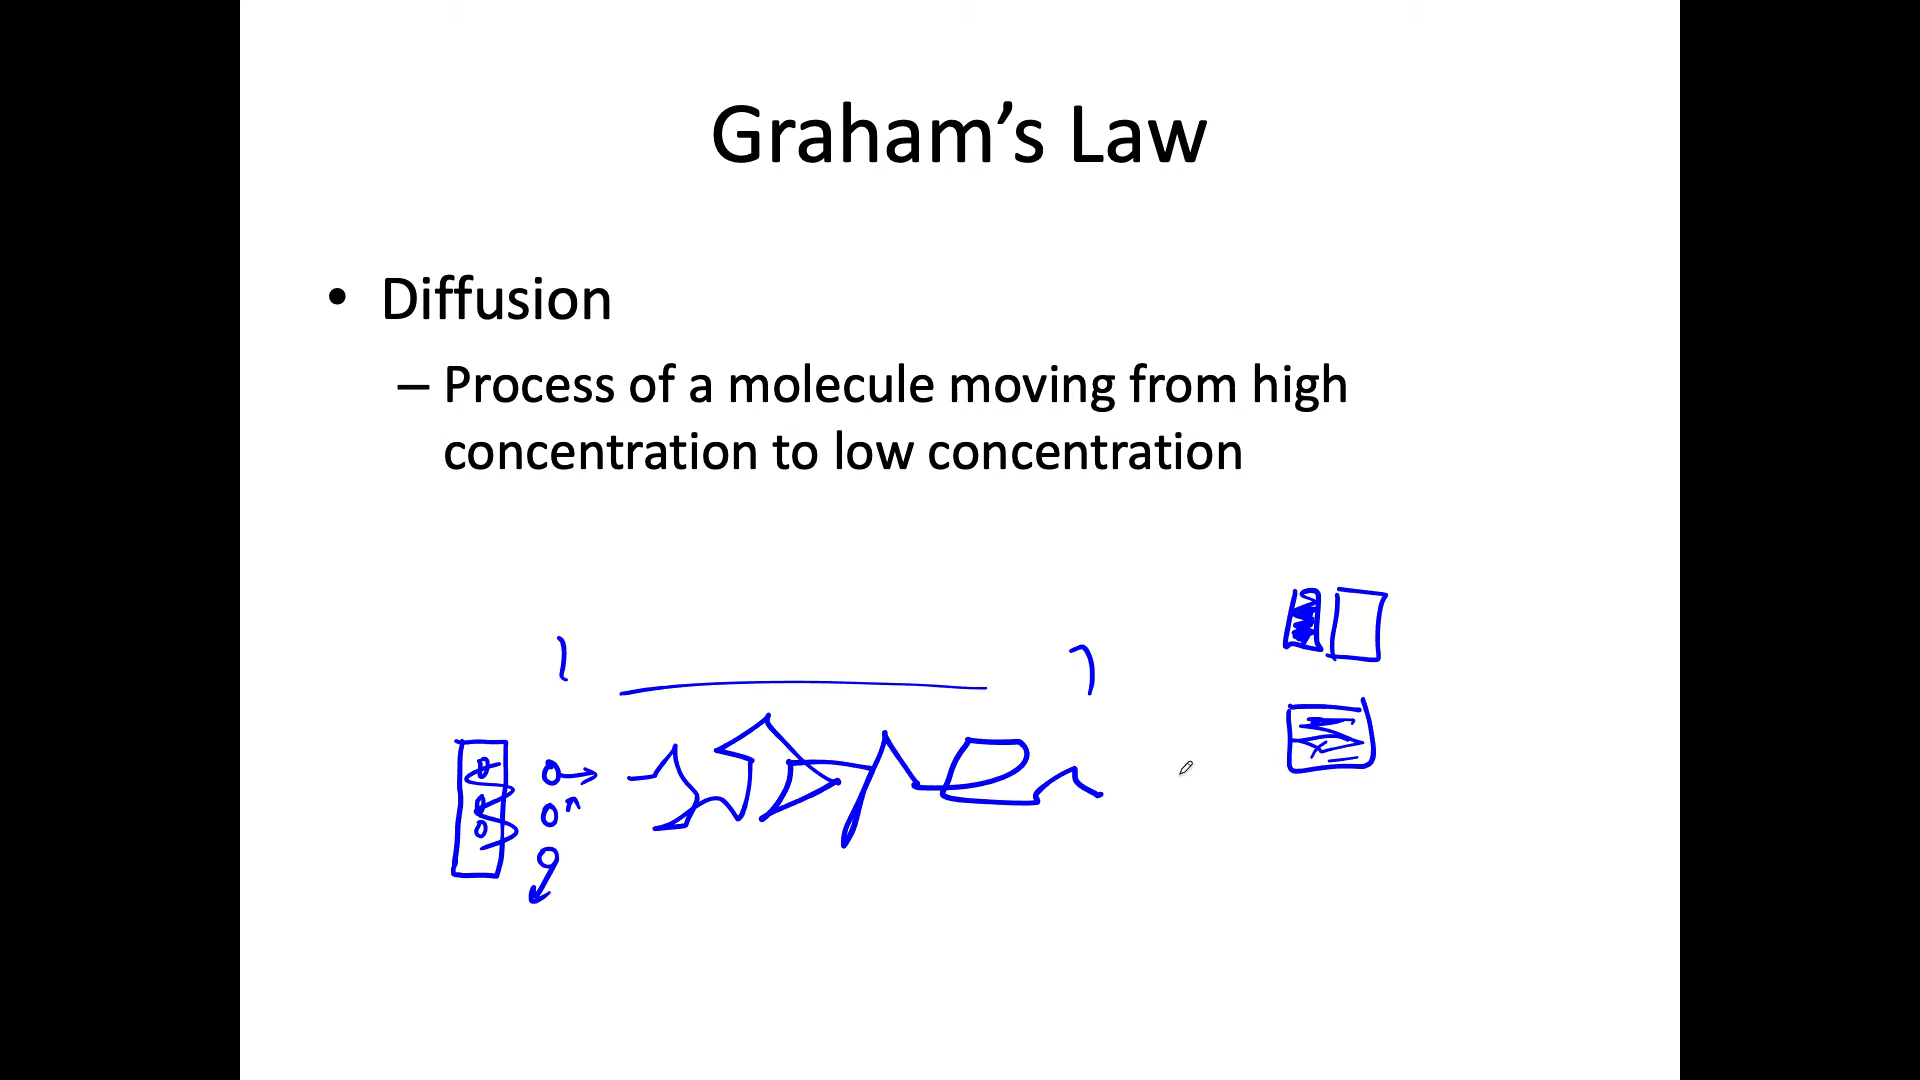 Graham’s Law
• Diffusion
– Process of a molecule moving from high
concentration to low concentration